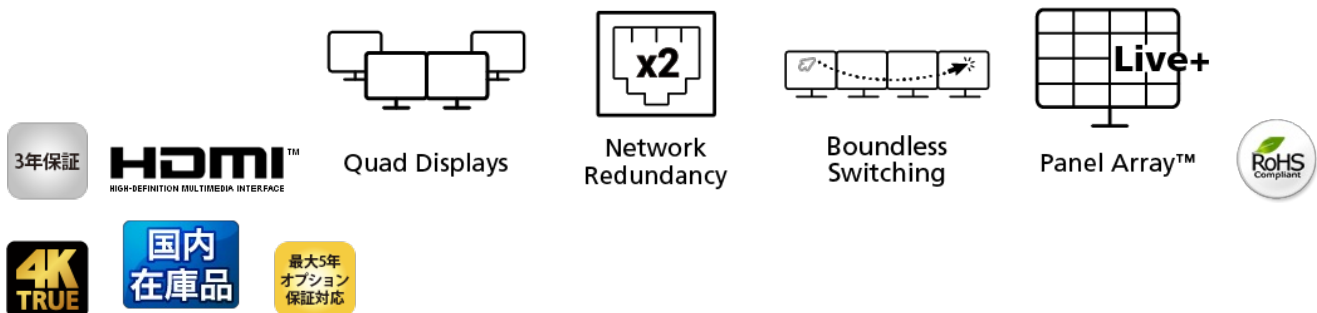 3年保証
HDMI™
HIGH-DEFINITION MULTIMEDIA INTERFACE
Quad Displays
x2
Network
Redundancy
Boundless
Switching
Live+
Panel Array™
RoHS
Compliant
4K
TRUE
国内
在庫品
最大5年
オプション
保証対応